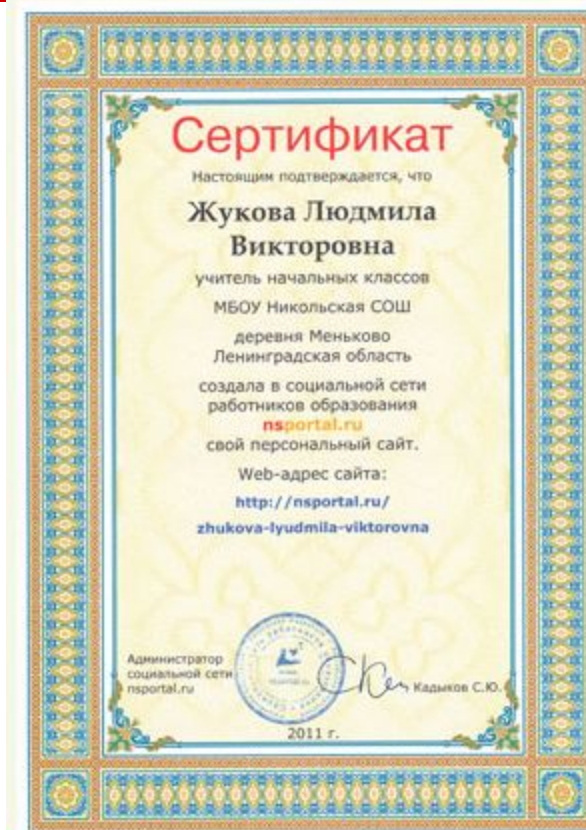 Сертификат
Настоящим подтверждается, что
Жукова Людмила
Викторовна
учитель начальных классов
МБОУ Никольская СОШ
деревня Меньково
Ленинградская область
создала в социальной сети
работников образования
nsportal.ru
свой персональный сайт.
Web-адрес сайта:
http://nsportal.ru/
zhukova-lyudmila-viktorovna
Администратор
социальной сети
nsportal.ru
Кадыков С.Ю.
2011 г.